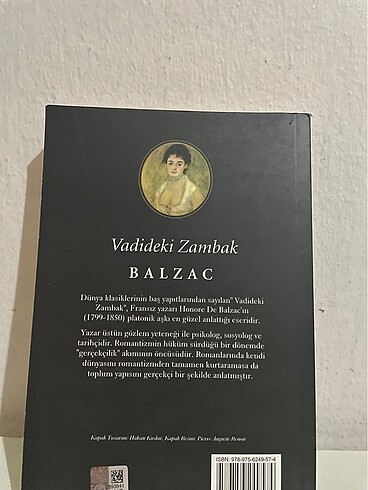 Vadideki Zambak
BALZAC
Dünya klasiklerinin baş yapıtlarından sayılan" Vadideki
Zambak", Fransız yazarı Honore De Balzac'ın
(1799-1850) platonik aşkı en güzel anlattığı eseridir.
Yazar üstün gözlem yeteneği ile psikolog, sosyolog ve
tarihçidir. Romantizmin hüküm sürdüğü bir dönemde
"gerçekçilik" akımının öncüsüdür. Romanlarında kendi
dünyasını romantizmden tamamen kurtaramasa da
toplum yapısını gerçekçi bir şekilde anlatmıştır.
Kapak Tasarım: Hakan Kırdar, Kapak Resmi: Pierre Auguste Renoir
ISBN: 978-975-6249-57-4